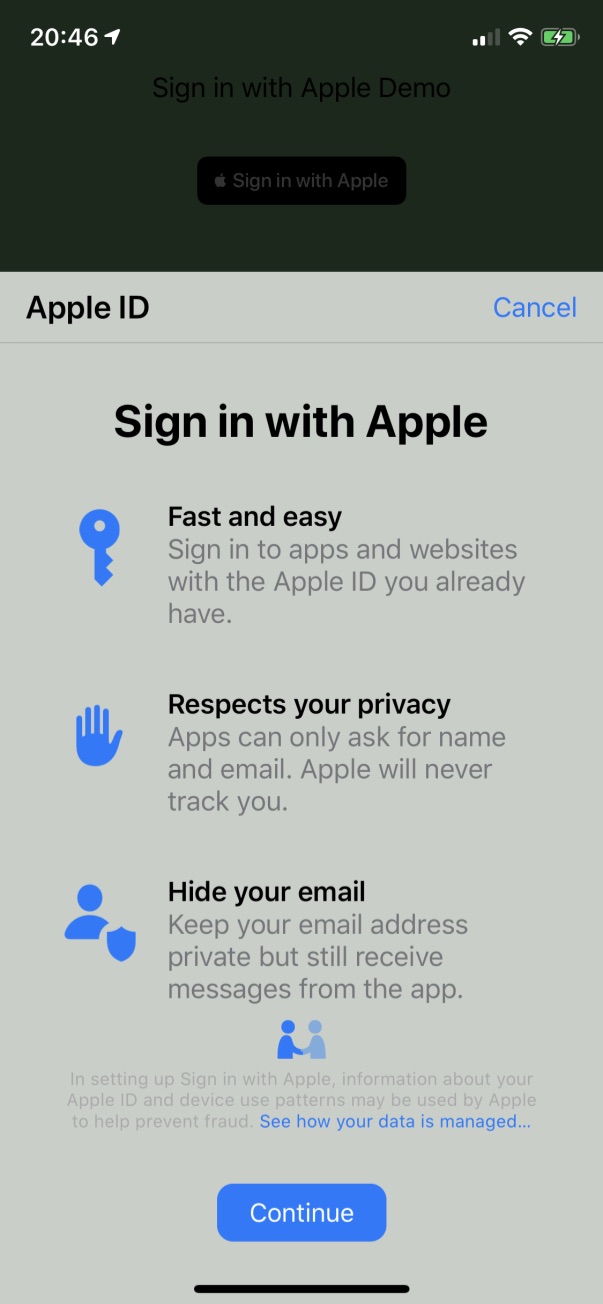 20:46
Sign in with Apple Demo
Sign in with Apple
Apple ID
Cancel
Sign in with Apple
Fast and easy
Sign in to apps and websites
with the Apple ID you already
have.
Respects your privacy
Apps can only ask for name
and email. Apple will never
track you.
Hide your email
Keep your email address
private but still receive
messages from the app.
In setting up Sign in with Apple, information about your
Apple ID and device use patterns may be used by Apple
to help prevent fraud. See how your data is managed...
Continue